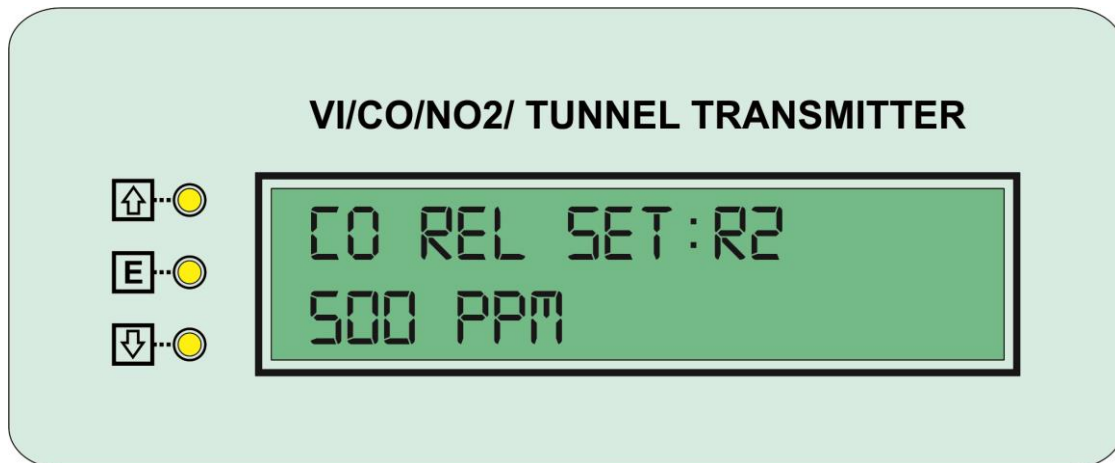 VI/CO/NO2/ TUNNEL TRANSMITTER
CO REL SET:R2
E
500 PPM